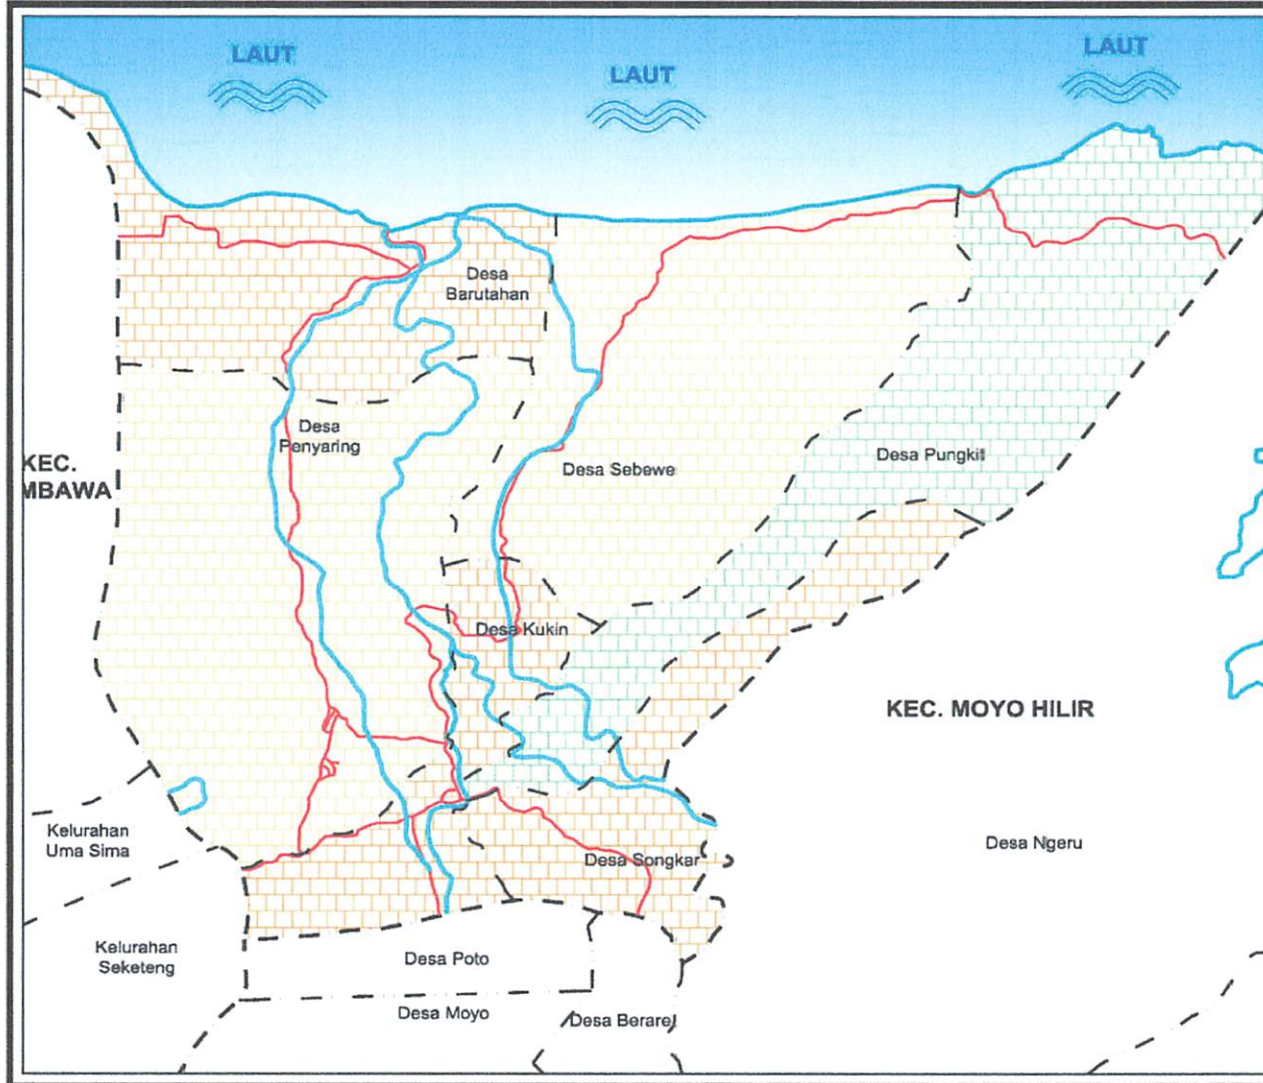 LAUT
LAUT
LAUT
Desa
Barutahan
Desa
Penyaring
Desa Sebewe
Desa Pungkit
KEC.
MBAWA
Desa Kukin
KEC. MOYO HILIR
Kelurahan
Uma Sima
Desa Songkar
Desa Ngeru
Kelurahan
Seketeng
Desa Poto
Desa Moyo
Desa Berare